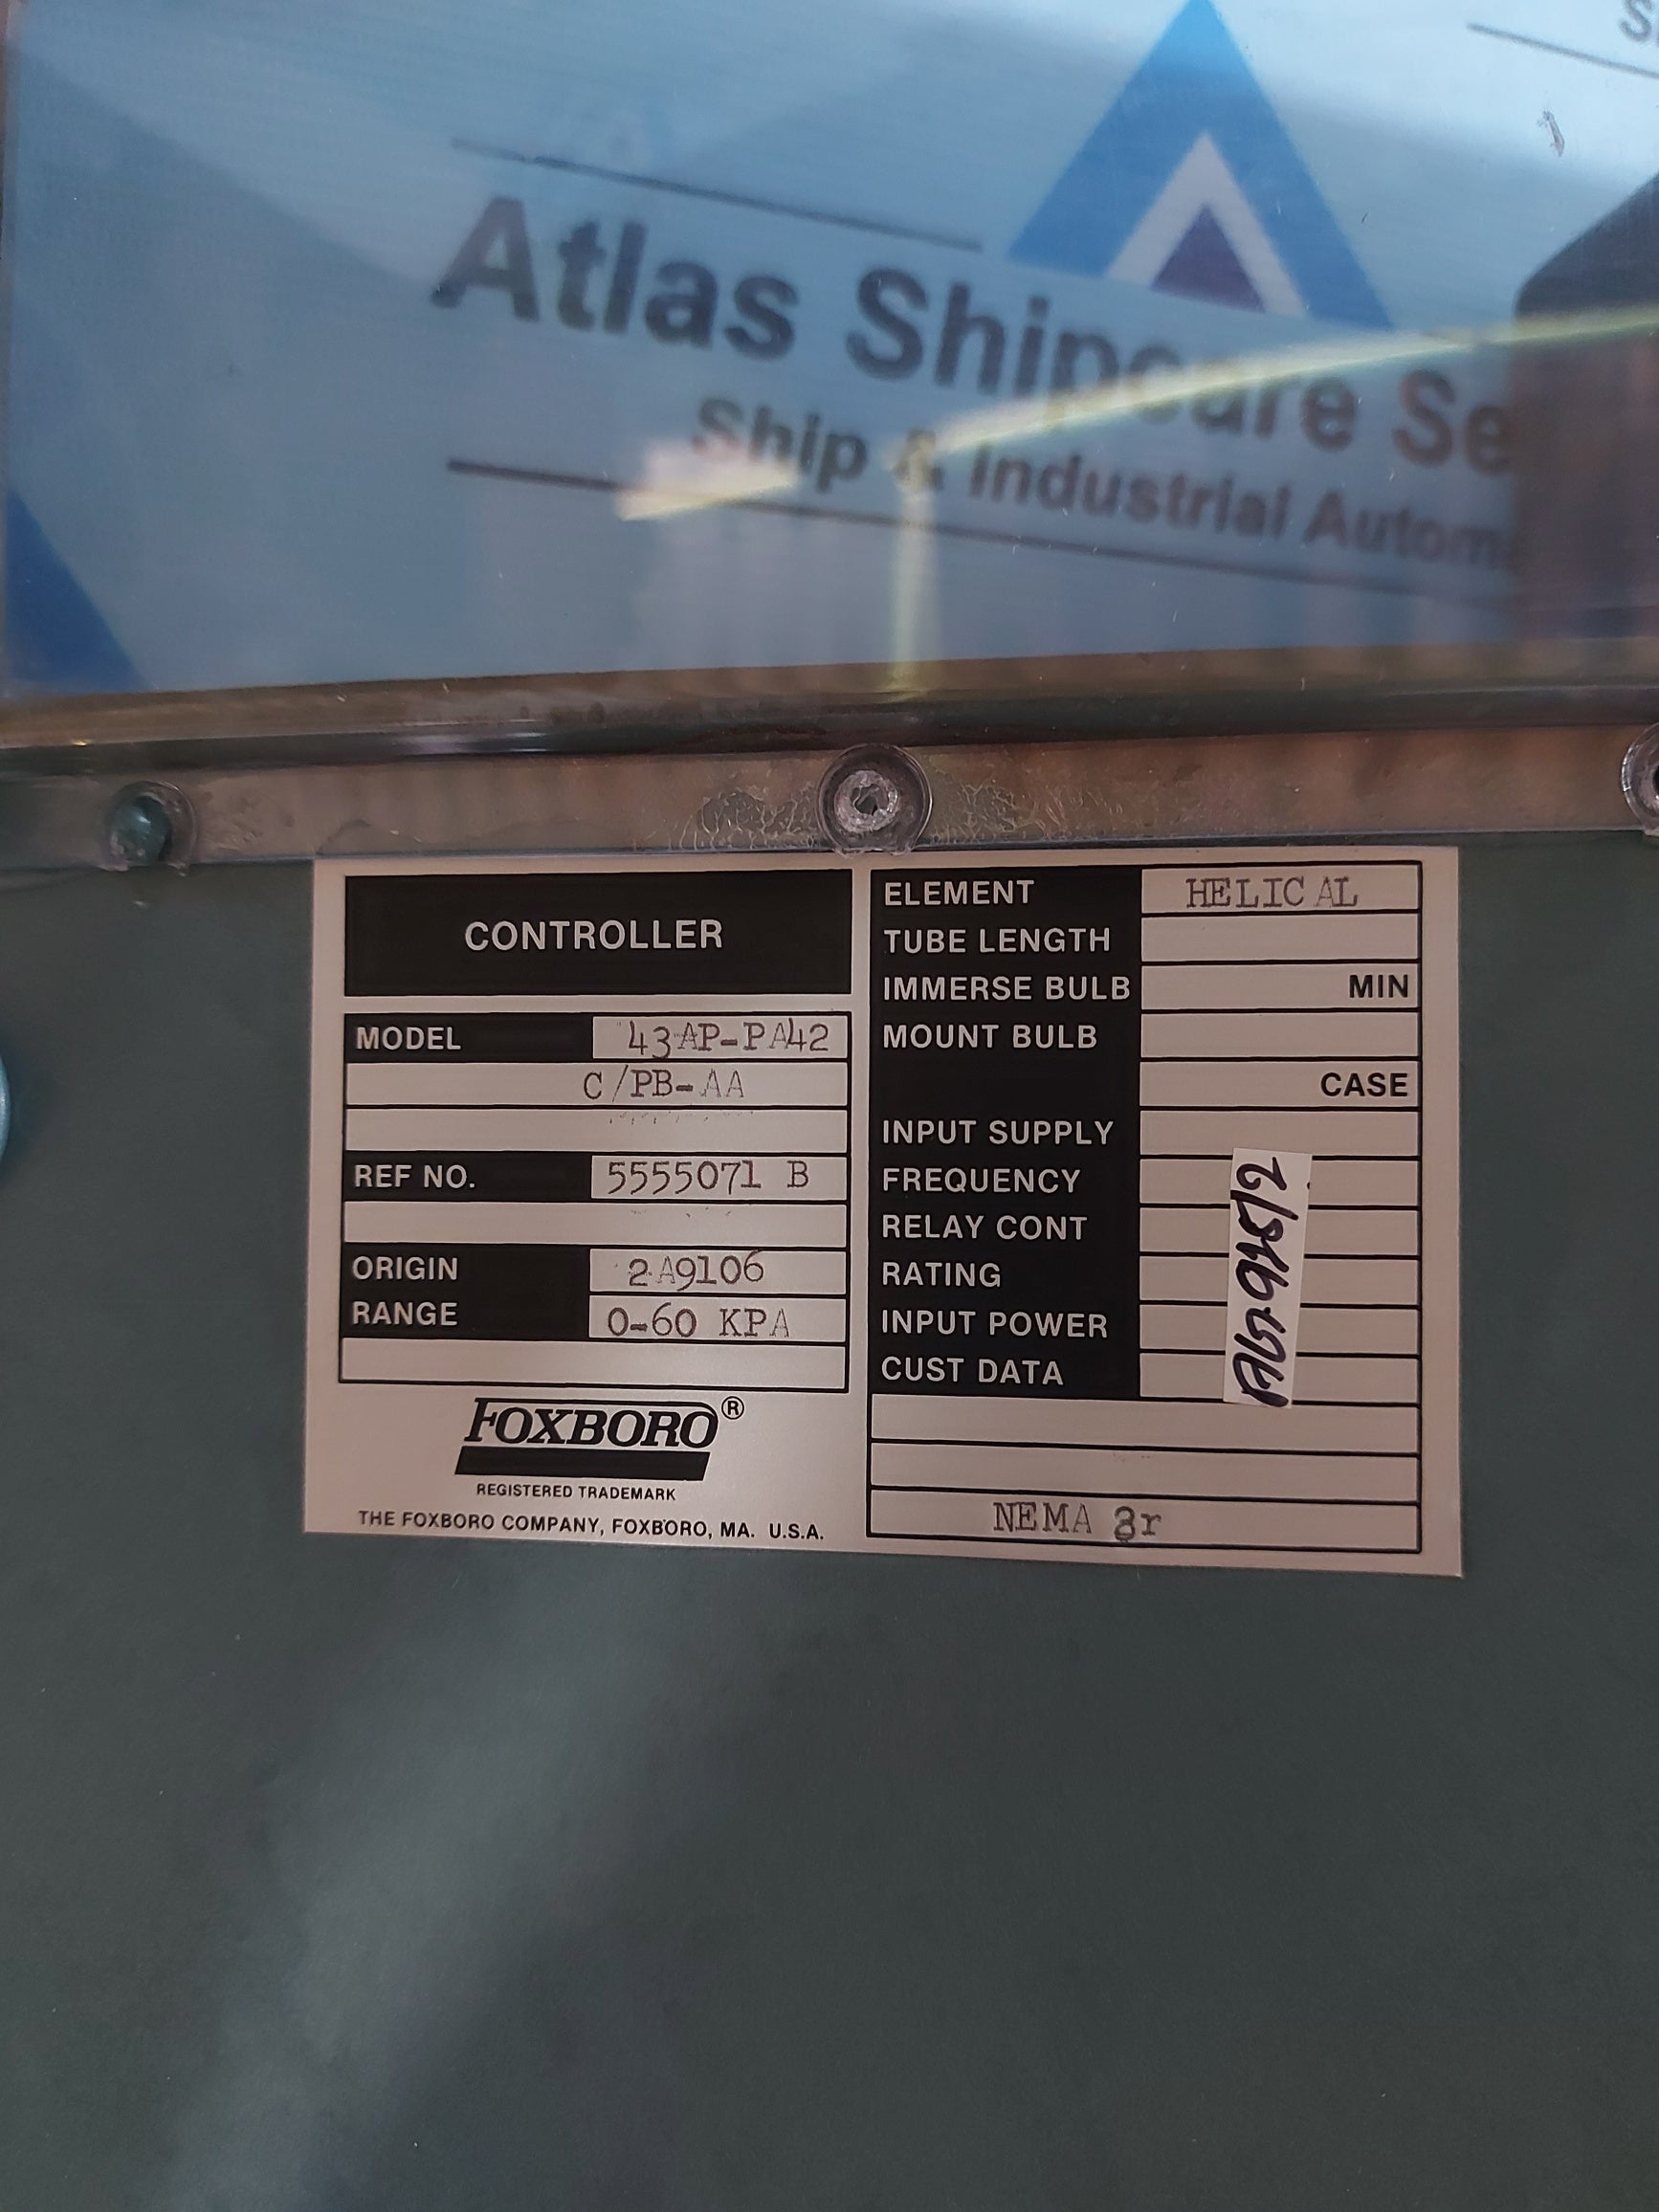 Atlas Shipcare Se
Ship & Industrial Autom
CONTROLLER
MODEL 43AP-PA42
C/PB-AA
REF NO. 5555071 B
ORIGIN 2A9106
RANGE 0-60 KPA
FOXBORO®
REGISTERED TRADEMARK
THE FOXBORO COMPANY, FOXBORO, MA. U.S.A.
ELEMENT HELICAL
TUBE LENGTH
IMMERSE BULB MIN
MOUNT BULB
CASE
INPUT SUPPLY
FREQUENCY
RELAY CONT
RATING
INPUT POWER
CUST DATA
NEMA 3r